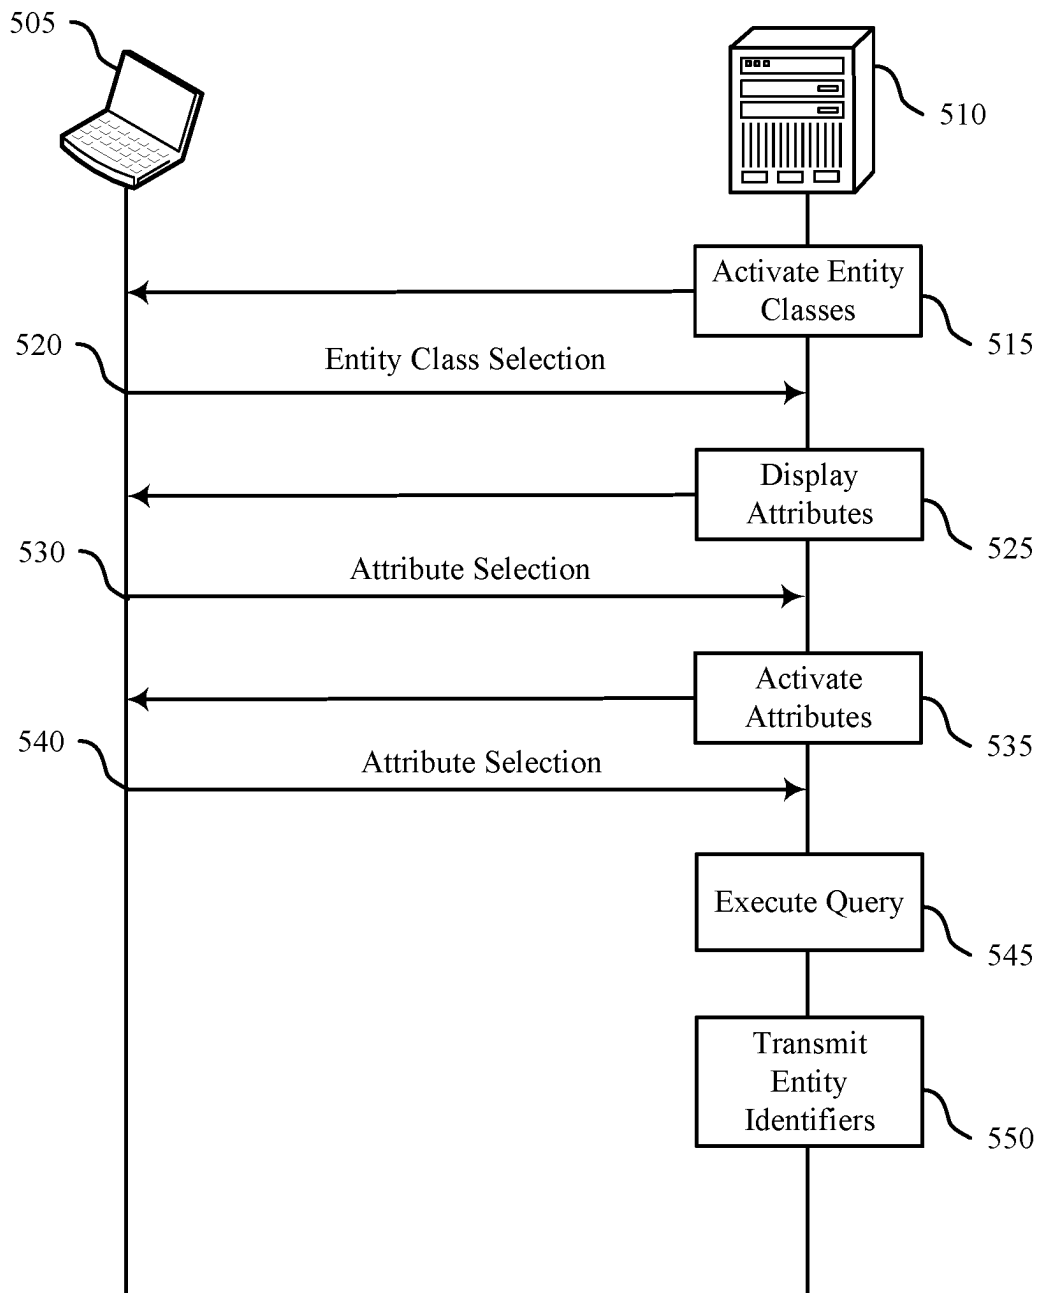 505
510
Activate Entity
Classes
515
520
Entity Class Selection
Display
Attributes
525
530
Attribute Selection
Activate
Attributes
535
540
Attribute Selection
Execute Query
545
Transmit
Entity
Identifiers
550